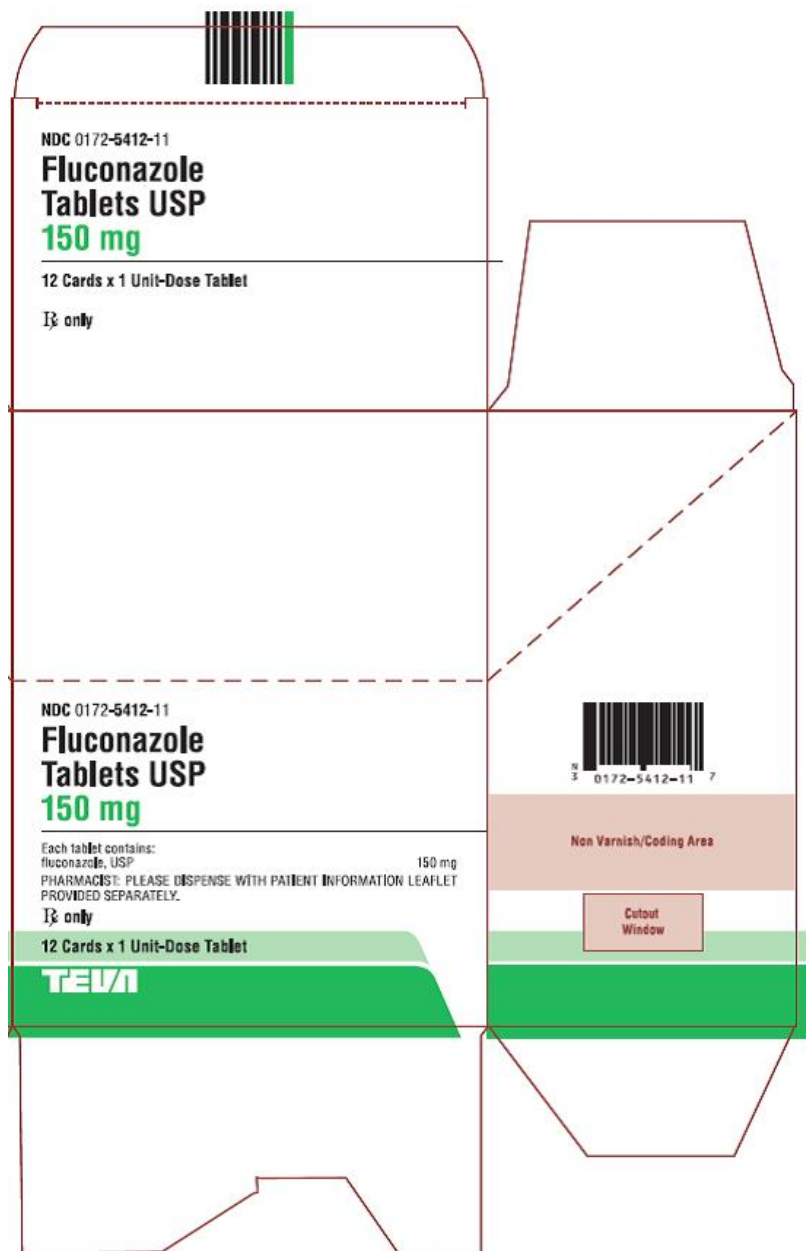 NDC 0172-5412-11
Fluconazole
Tablets USP
150 mg
12 Cards x 1 Unit-Dose Tablet
℞ only
NDC 0172-5412-11
Fluconazole
Tablets USP
150 mg
Each tablet contains:
fluconazole, USP 150 mg
PHARMACIST: PLEASE DISPENSE WITH PATIENT INFORMATION LEAFLET
PROVIDED SEPARATELY.
℞ only
12 Cards x 1 Unit-Dose Tablet
TEVA
N
3 0172-5412-11 7
Non Varnish/Coding Area
Cutout
Window